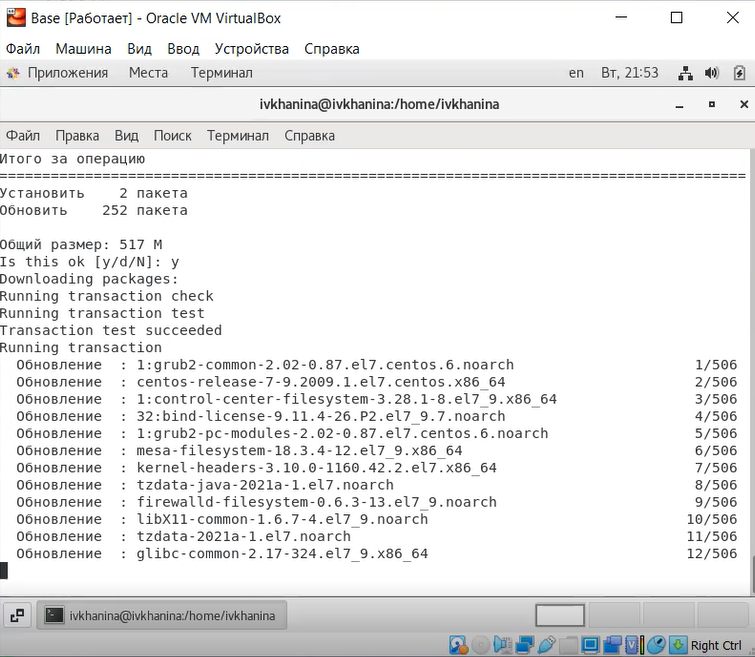 Base [Работает] - Oracle VM VirtualBox
Файл Машина Вид Ввод Устройства Справка
Приложения Места Терминал en Вт, 21:53
ivkhanina@ivkhanina:/home/ivkhanina
Файл Правка Вид Поиск Терминал Справка
Итого за операцию
================================================================================
Установить 2 пакета
Обновить 252 пакета
Общий размер: 517 M
Is this ok [y/d/N]: y
Downloading packages:
Running transaction check
Running transaction test
Transaction test succeeded
Running transaction
Обновление : 1:grub2-common-2.02-0.87.el7.centos.6.noarch 1/506
Обновление : centos-release-7-9.2009.1.el7.centos.x86_64 2/506
Обновление : 1:control-center-filesystem-3.28.1-8.el7_9.x86_64 3/506
Обновление : 32:bind-license-9.11.4-26.P2.el7_9.7.noarch 4/506
Обновление : 1:grub2-pc-modules-2.02-0.87.el7.centos.6.noarch 5/506
Обновление : mesa-filesystem-18.3.4-12.el7_9.x86_64 6/506
Обновление : kernel-headers-3.10.0-1160.42.2.el7.x86_64 7/506
Обновление : tzdata-java-2021a-1.el7.noarch 8/506
Обновление : firewalld-filesystem-0.6.3-13.el7_9.noarch 9/506
Обновление : libX11-common-1.6.7-4.el7_9.noarch 10/506
Обновление : tzdata-2021a-1.el7.noarch 11/506
Обновление : glibc-common-2.17-324.el7_9.x86_64 12/506
ivkhanina@ivkhanina:/home/ivkhanina
Right Ctrl